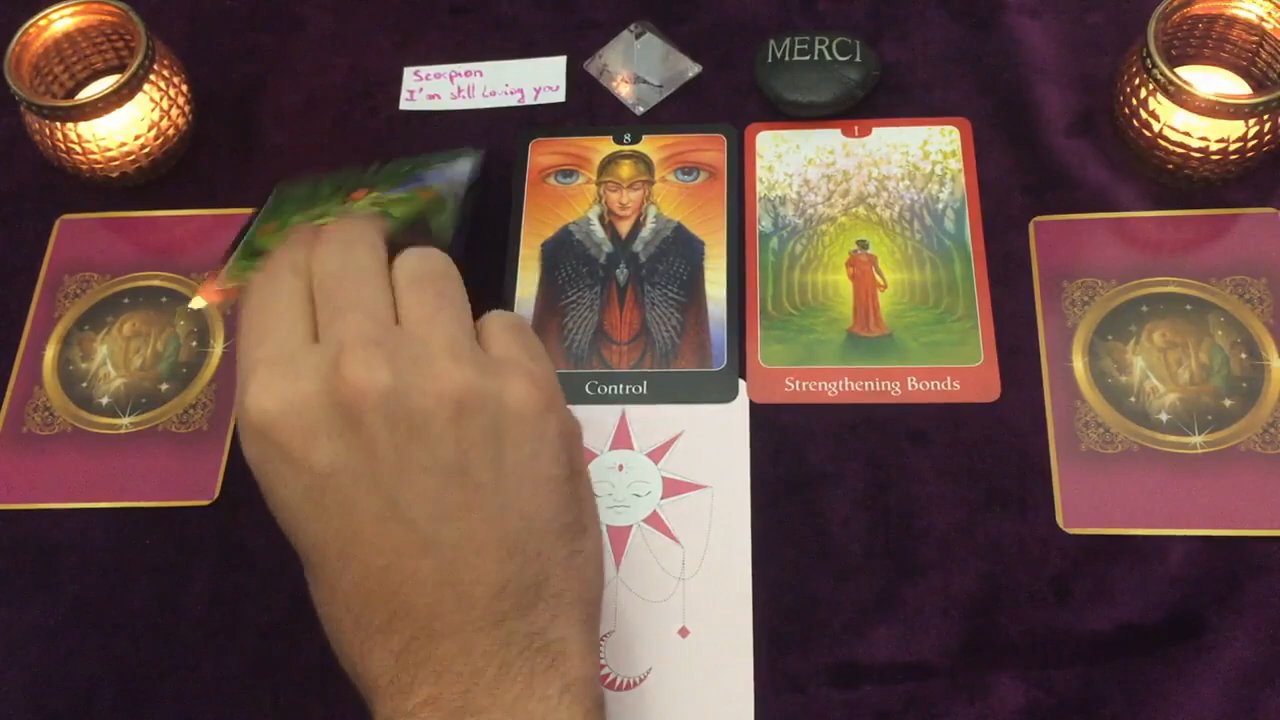 Scorpion
I'm still Loving you
MERCI
8
Control
I
Strengthening Bonds